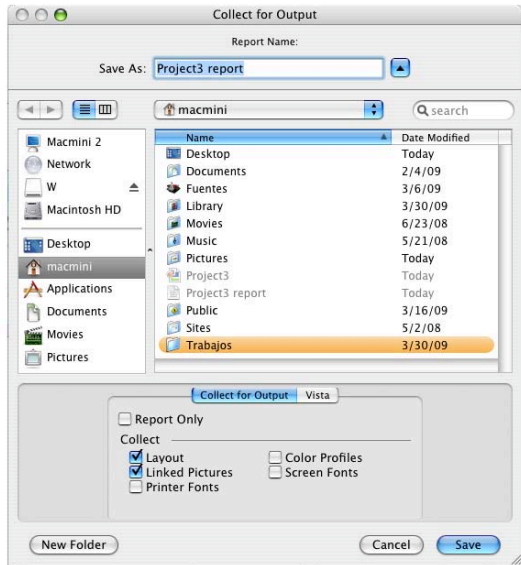 Collect for Output
Report Name:
Save As: Project3 report
macmini
search
Macmini 2
Network
W
Macintosh HD
Desktop
macmini
Applications
Documents
Movies
Pictures
Name Date Modified
Desktop Today
Documents 2/4/09
Fuentes 3/6/09
Library 3/30/09
Movies 6/23/08
Music 5/21/08
Pictures Today
Project3 Today
Project3 report Today
Public 3/16/09
Sites 5/2/08
Trabajos 3/30/09
Collect for Output Vista
Report Only
Collect
Layout Color Profiles
Linked Pictures Screen Fonts
Printer Fonts
New Folder Cancel Save